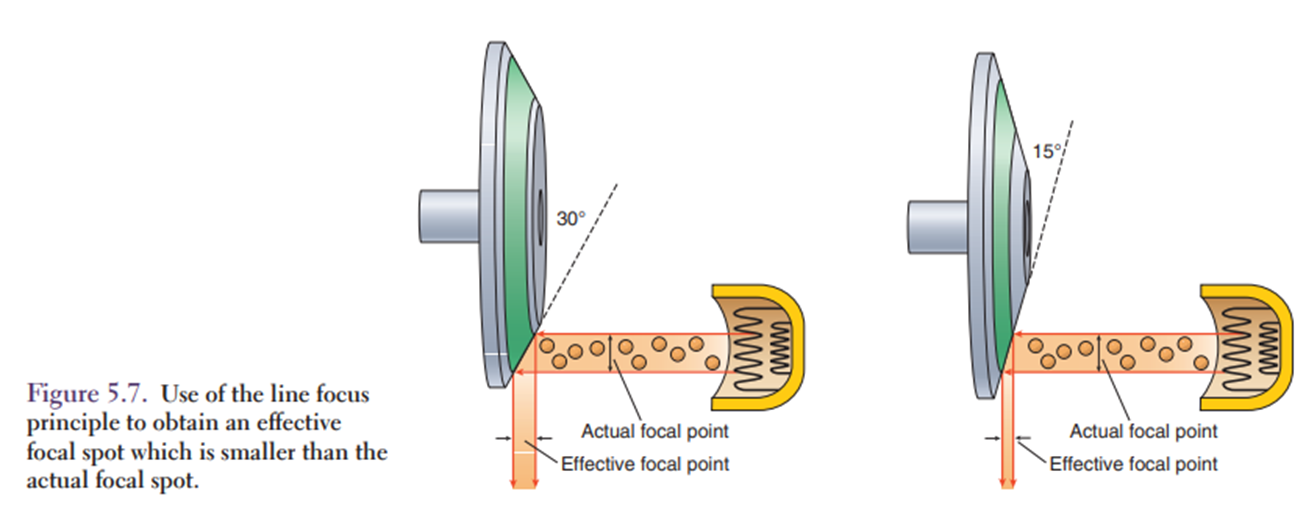 30°
Actual focal point
Effective focal point
15°
Actual focal point
Effective focal point
Figure 5.7. Use of the line focus
principle to obtain an effective
focal spot which is smaller than the
actual focal spot.